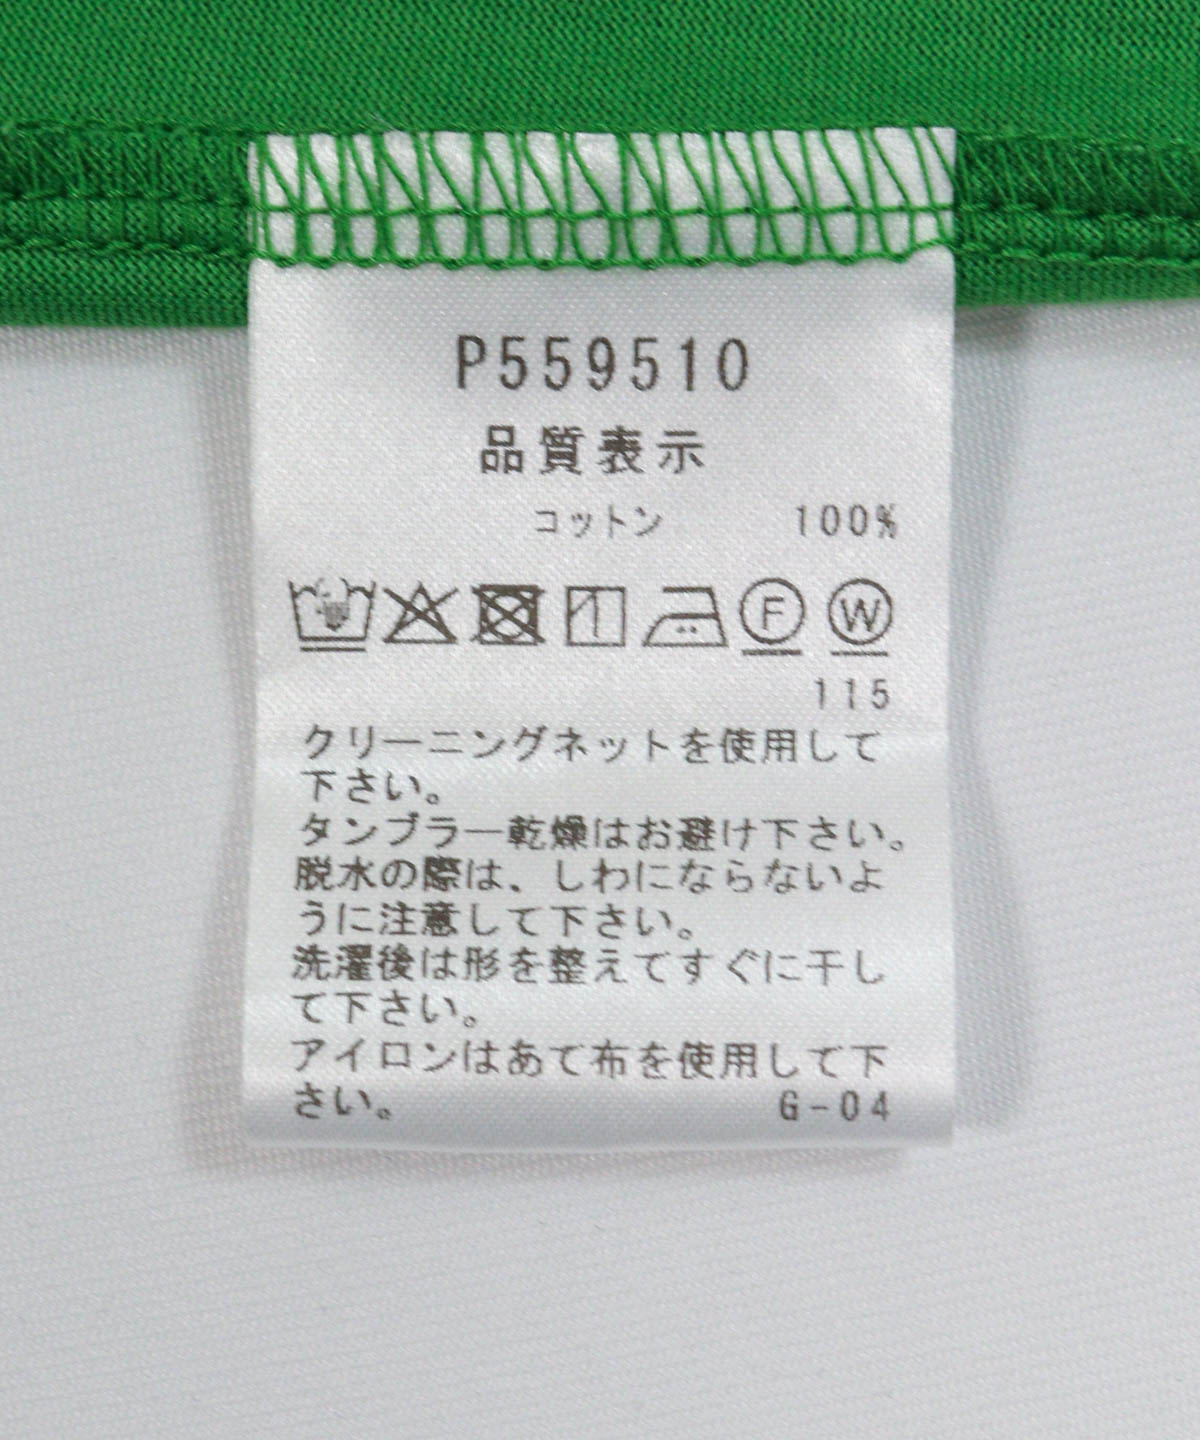 P559510
品質表示
コットン 100%
F W
115
クリーニングネットを使用して
下さい。
タンブラー乾燥はお避け下さい。
脱水の際は、しわにならないよ
うに注意して下さい。
洗濯後は形を整えてすぐに干し
て下さい。
アイロンはあて布を使用して下
さい。 G-04